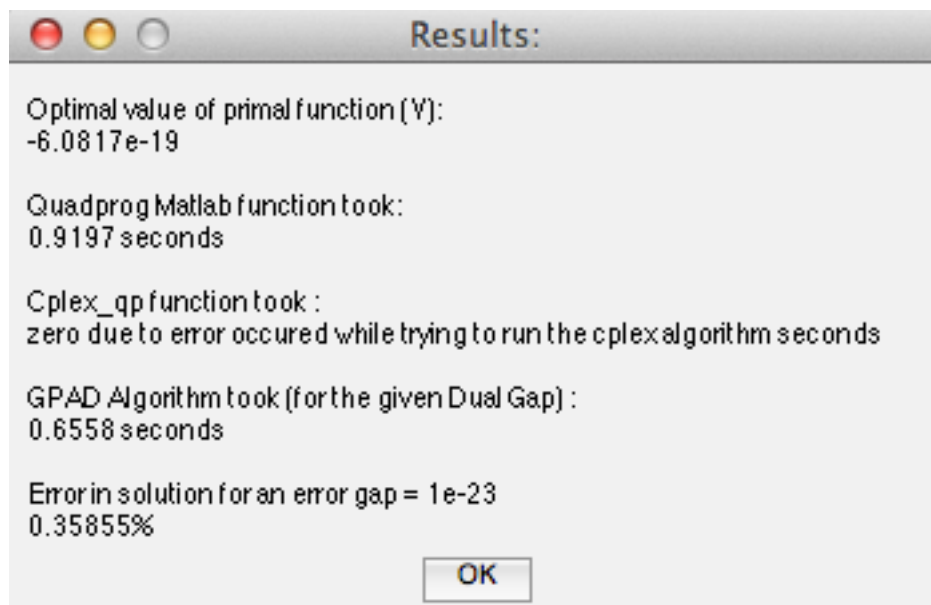 Results:
Optimal value of primal function (V):
-6.0817e-19
Quadprog Matlab function took:
0.9197 seconds
Cplex_qp function took :
zero due to error occured while trying to run the cplex algorithm seconds
GPAD Algorithm took (for the given Dual Gap) :
0.6558 seconds
Error in solution for an error gap = 1e-23
0.35855%
OK